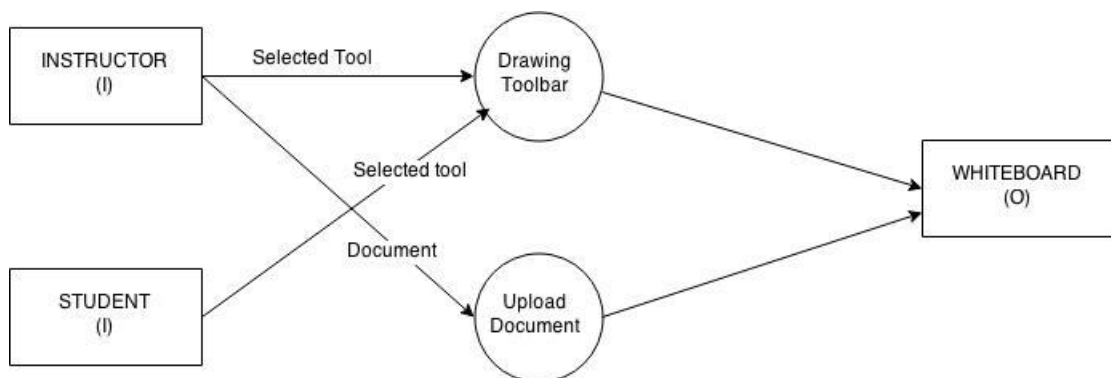 INSTRUCTOR
(I)
Selected Tool
Drawing
Toolbar
Selected tool
WHITEBOARD
(O)
Document
STUDENT
(I)
Upload
Document